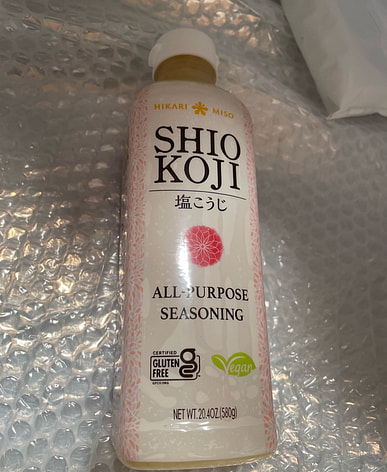 HIKARI MISO
SHIO
KOJI
塩こうじ
ALL-PURPOSE
SEASONING
CERTIFIED
GLUTEN
FREE
Vegan
NET WT. 20.4OZ (580g)